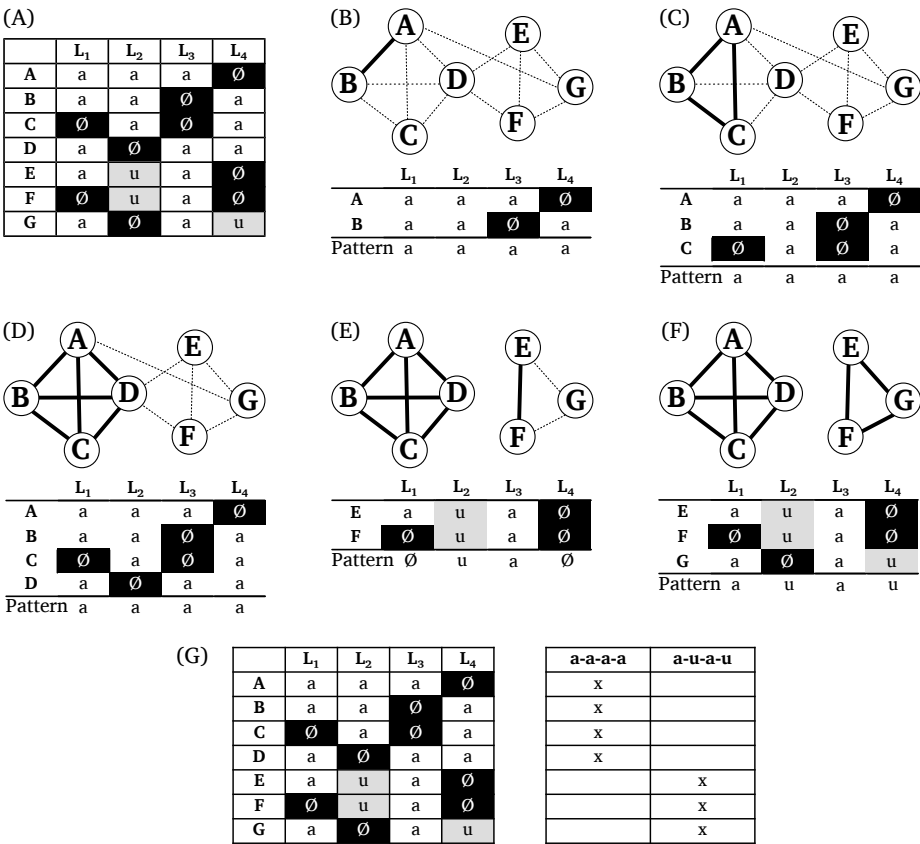 (A)
L₁ L₂ L₃ L₄
A a a a Ø
B a a Ø a
C Ø a Ø a
D a Ø a a
E a u a Ø
F Ø u a Ø
G a Ø a u
(B)
A
B
C
D
E
F
G
L₁ L₂ L₃ L₄
A a a a Ø
B a a Ø a
Pattern a a a a
(C)
A
B
C
D
E
F
G
L₁ L₂ L₃ L₄
A a a a Ø
B a a Ø a
C Ø a Ø a
Pattern a a a a
(D)
A
B
C
D
E
F
G
L₁ L₂ L₃ L₄
A a a a Ø
B a a Ø a
C Ø a Ø a
D a Ø a a
Pattern a a a a
(E)
A
B
C
D
E
F
G
L₁ L₂ L₃ L₄
E a u a Ø
F Ø u a Ø
Pattern Ø u a Ø
(F)
A
B
C
D
E
F
G
L₁ L₂ L₃ L₄
E a u a Ø
F Ø u a Ø
G a Ø a u
Pattern a u a u
(G)
L₁ L₂ L₃ L₄ a-a-a-a a-u-a-u
A a a a Ø x
B a a Ø a x
C Ø a Ø a x
D a Ø a a x
E a u a Ø x
F Ø u a Ø x
G a Ø a u x